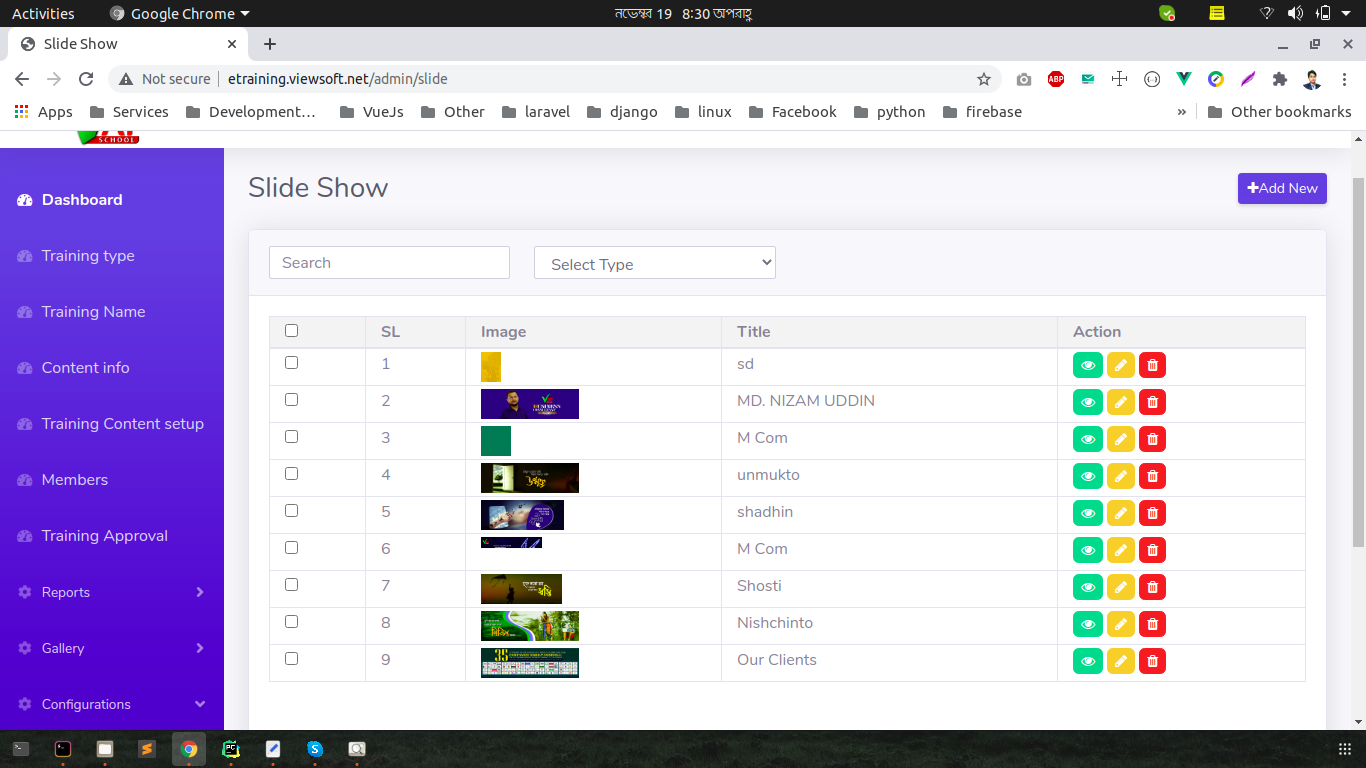 Activities
Google Chrome
নভেম্বর 19 8:30 অপরাহ্ণ
Slide Show
Not secure
etraining.viewsoft.net/admin/slide
ABP
Apps
Services
Development…
VueJs
Other
laravel
django
linux
Facebook
python
firebase
»
Other bookmarks
SCHOOL
Dashboard
Training type
Training Name
Content info
Training Content setup
Members
Training Approval
Reports
Gallery
Configurations
Slide Show
Add New
Search
Select Type
SL Image Title Action
1 sd
2 MD. NIZAM UDDIN
3 M Com
4 unmukto
5 shadhin
6 M Com
7 Shosti
8 Nishchinto
9 35 Our Clients